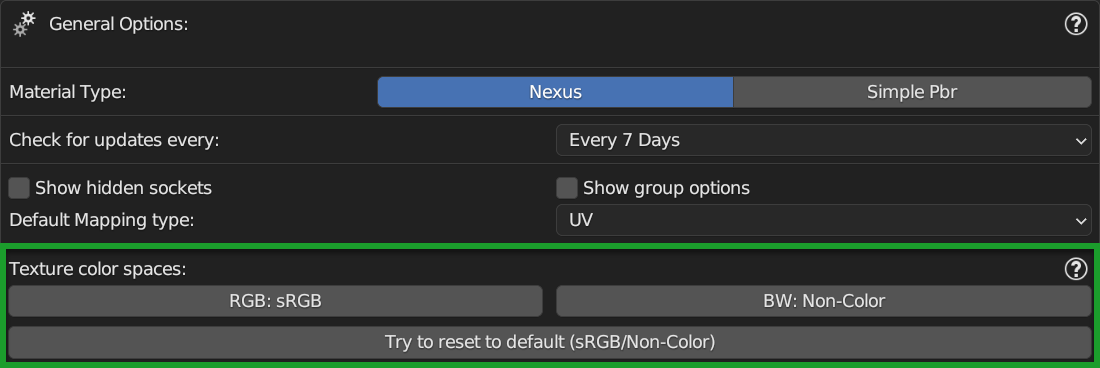 General Options:
Material Type: Nexus Simple Pbr
Check for updates every: Every 7 Days
Show hidden sockets Show group options
Default Mapping type: UV
Texture color spaces:
RGB: sRGB BW: Non-Color
Try to reset to default (sRGB/Non-Color)